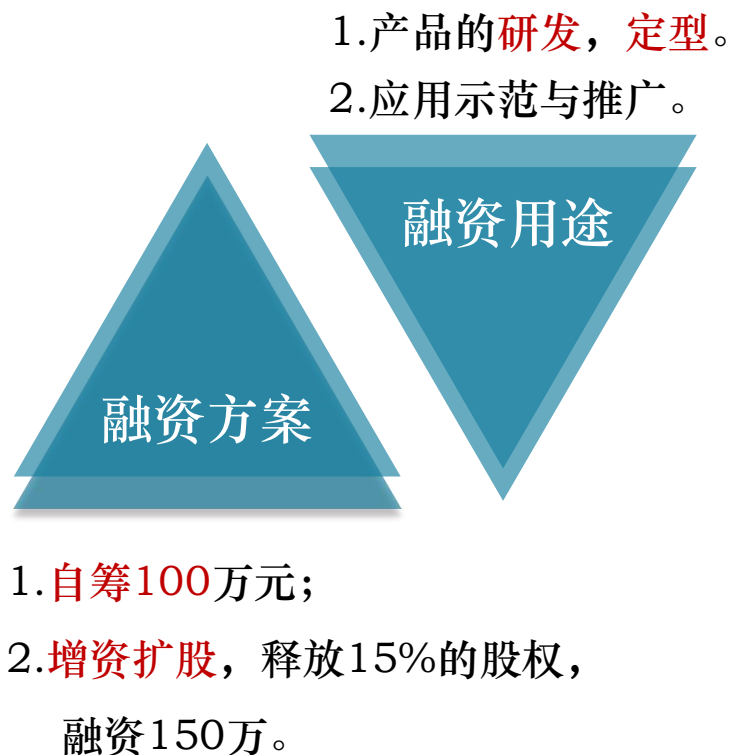 1.产品的研发，定型。
2.应用示范与推广。
融资用途
融资方案
1.自筹100万元；
2.增资扩股，释放15%的股权，
融资150万。